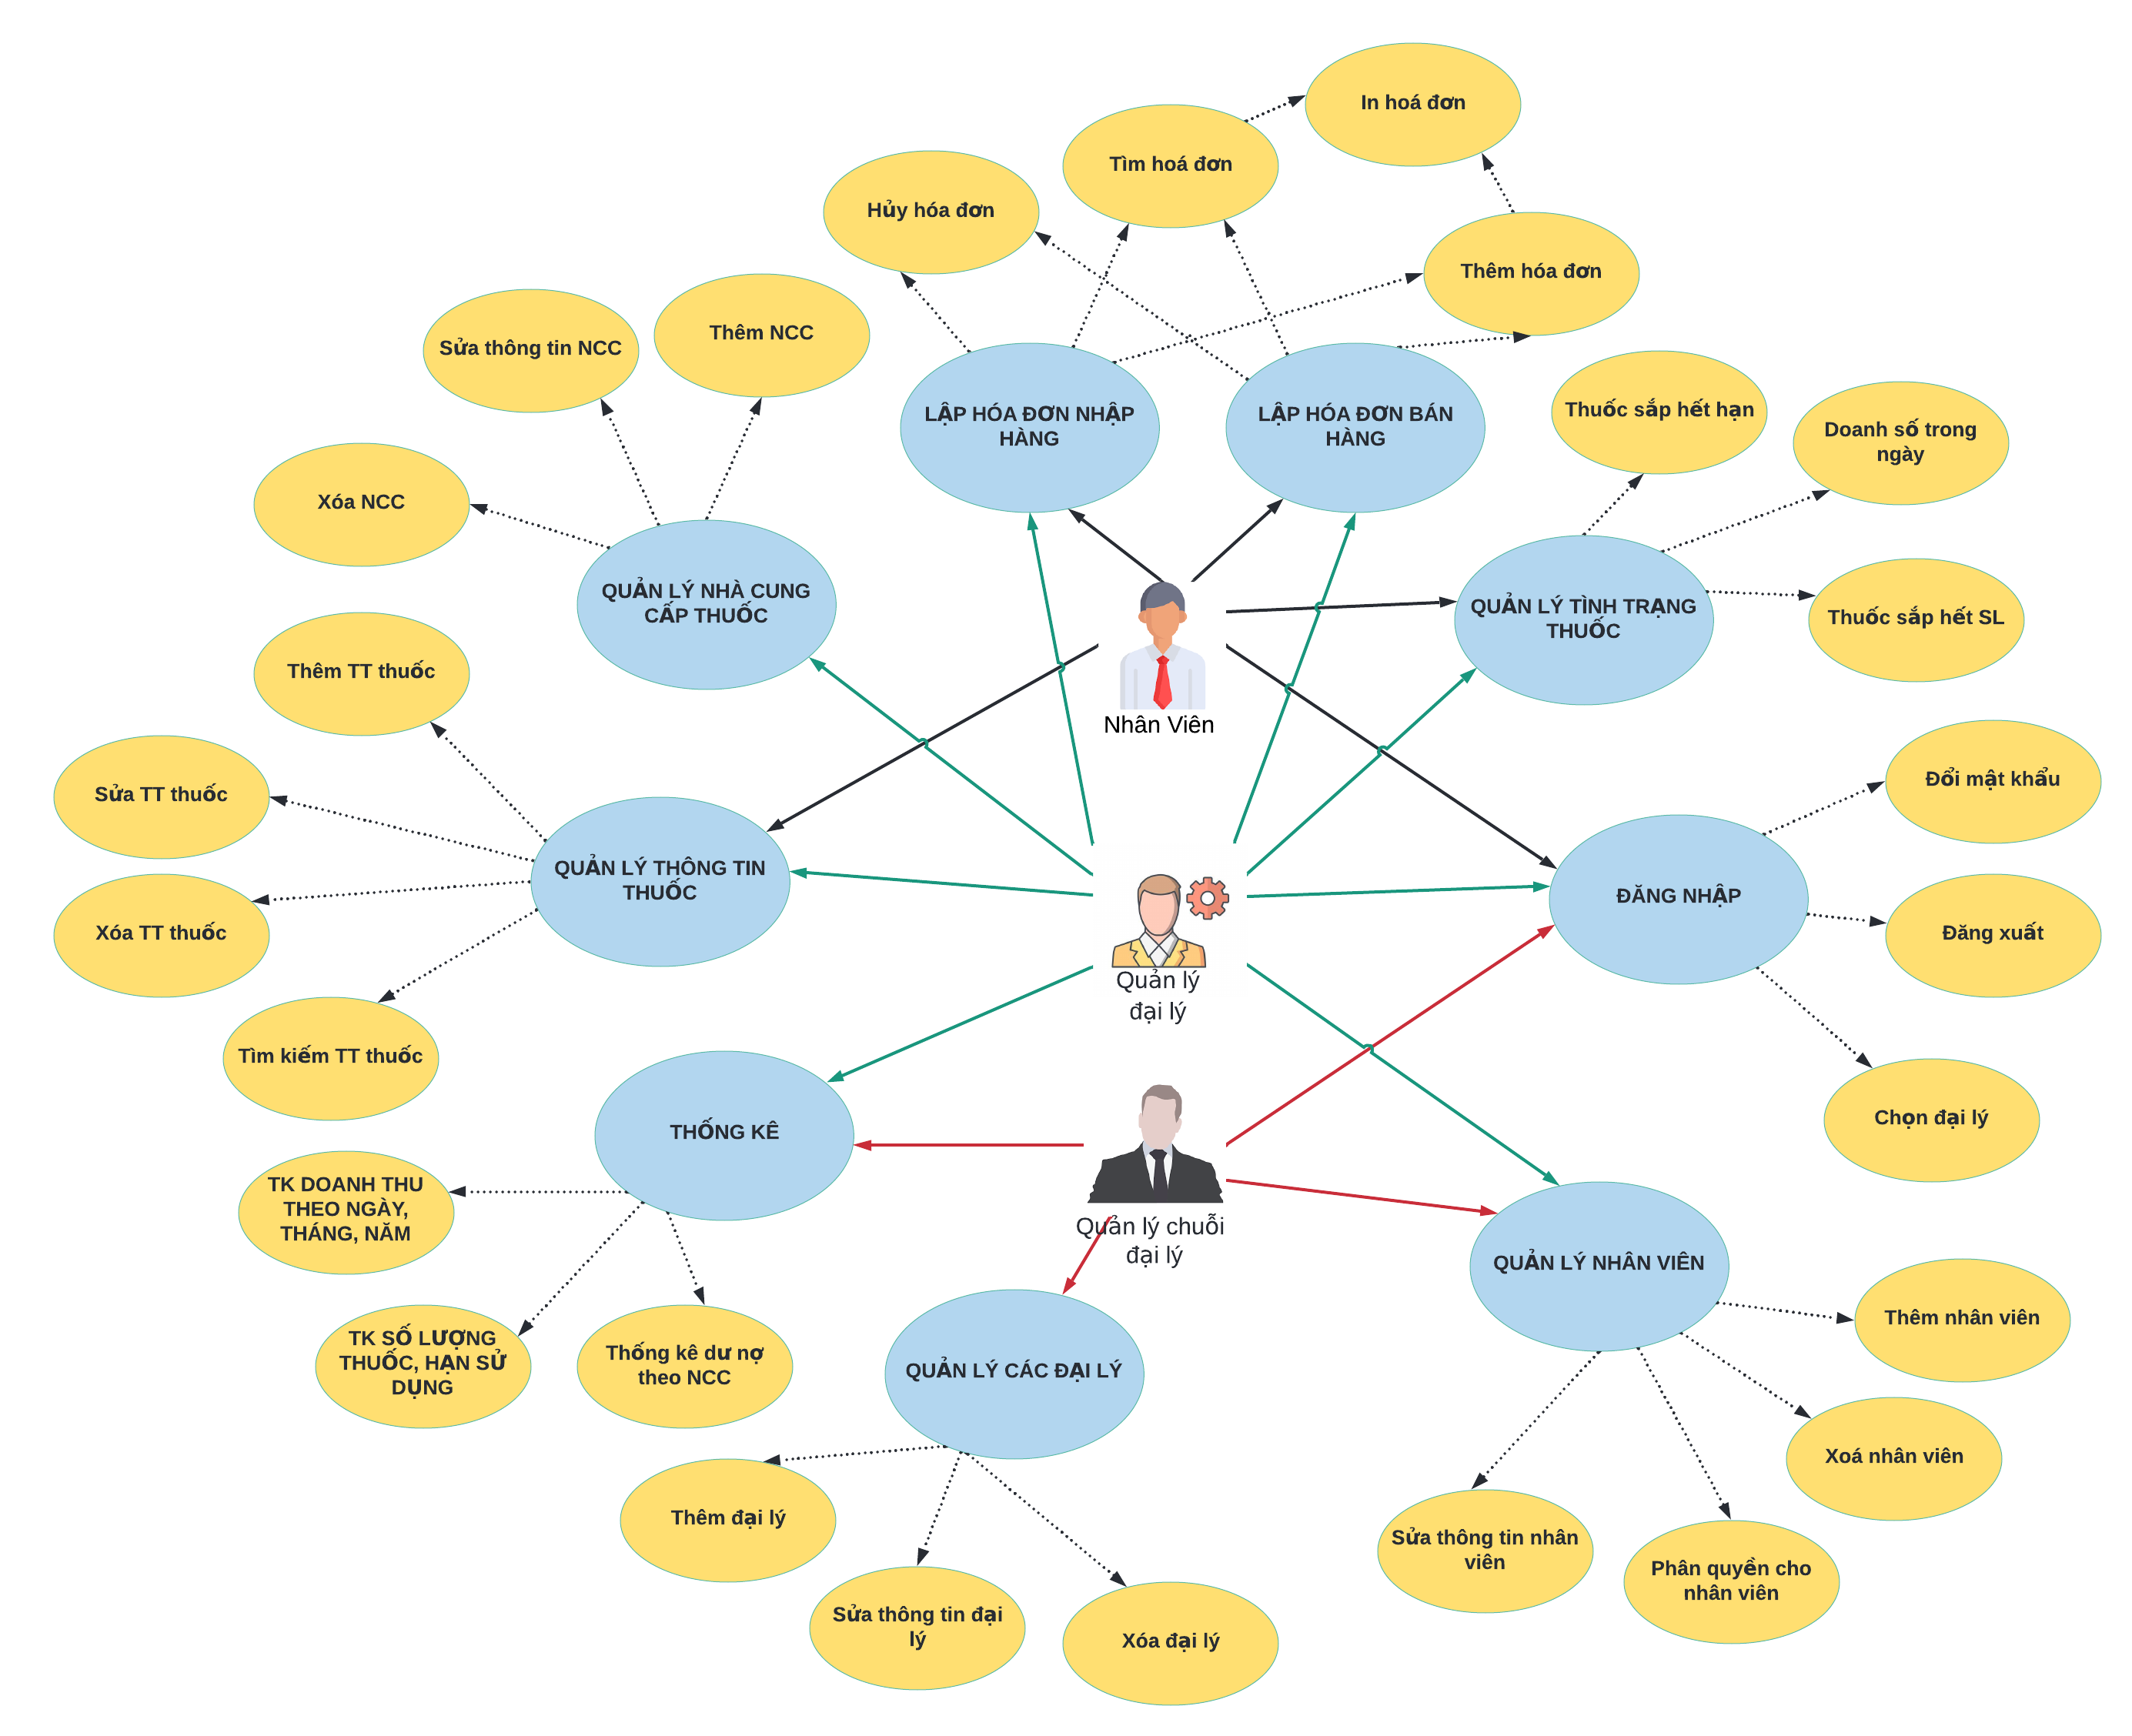 In hoá đơn
Tìm hoá đơn
Hủy hóa đơn
Thêm hóa đơn
Thêm NCC
Sửa thông tin NCC
Xóa NCC
LẬP HÓA ĐƠN NHẬP
HÀNG
LẬP HÓA ĐƠN BÁN
HÀNG
Thuốc sắp hết hạn
Doanh số trong
ngày
Thuốc sắp hết SL
QUẢN LÝ NHÀ CUNG
CẤP THUỐC
QUẢN LÝ TÌNH TRẠNG
THUỐC
Thêm TT thuốc
Nhân Viên
Sửa TT thuốc
Đổi mật khẩu
QUẢN LÝ THÔNG TIN
THUỐC
ĐĂNG NHẬP
Xóa TT thuốc
Đăng xuất
Quản lý
đại lý
Tìm kiếm TT thuốc
Chọn đại lý
THỐNG KÊ
TK DOANH THU
THEO NGÀY,
THÁNG, NĂM
Quản lý chuỗi
đại lý
QUẢN LÝ NHÂN VIÊN
Thêm nhân viên
TK SỐ LƯỢNG
THUỐC, HẠN SỬ
DỤNG
Thống kê dư nợ
theo NCC
QUẢN LÝ CÁC ĐẠI LÝ
Xoá nhân viên
Thêm đại lý
Sửa thông tin nhân
viên
Phân quyền cho
nhân viên
Sửa thông tin đại
lý
Xóa đại lý